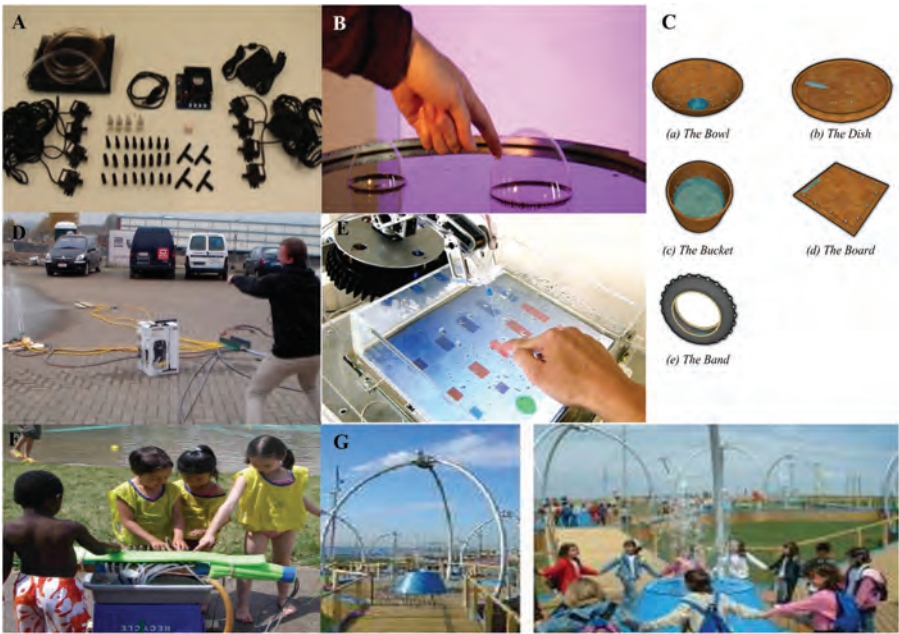 A
B
C
(a) The Bowl
(b) The Dish
(c) The Bucket
(d) The Board
(e) The Band
D
E
F
RECYCLE
G